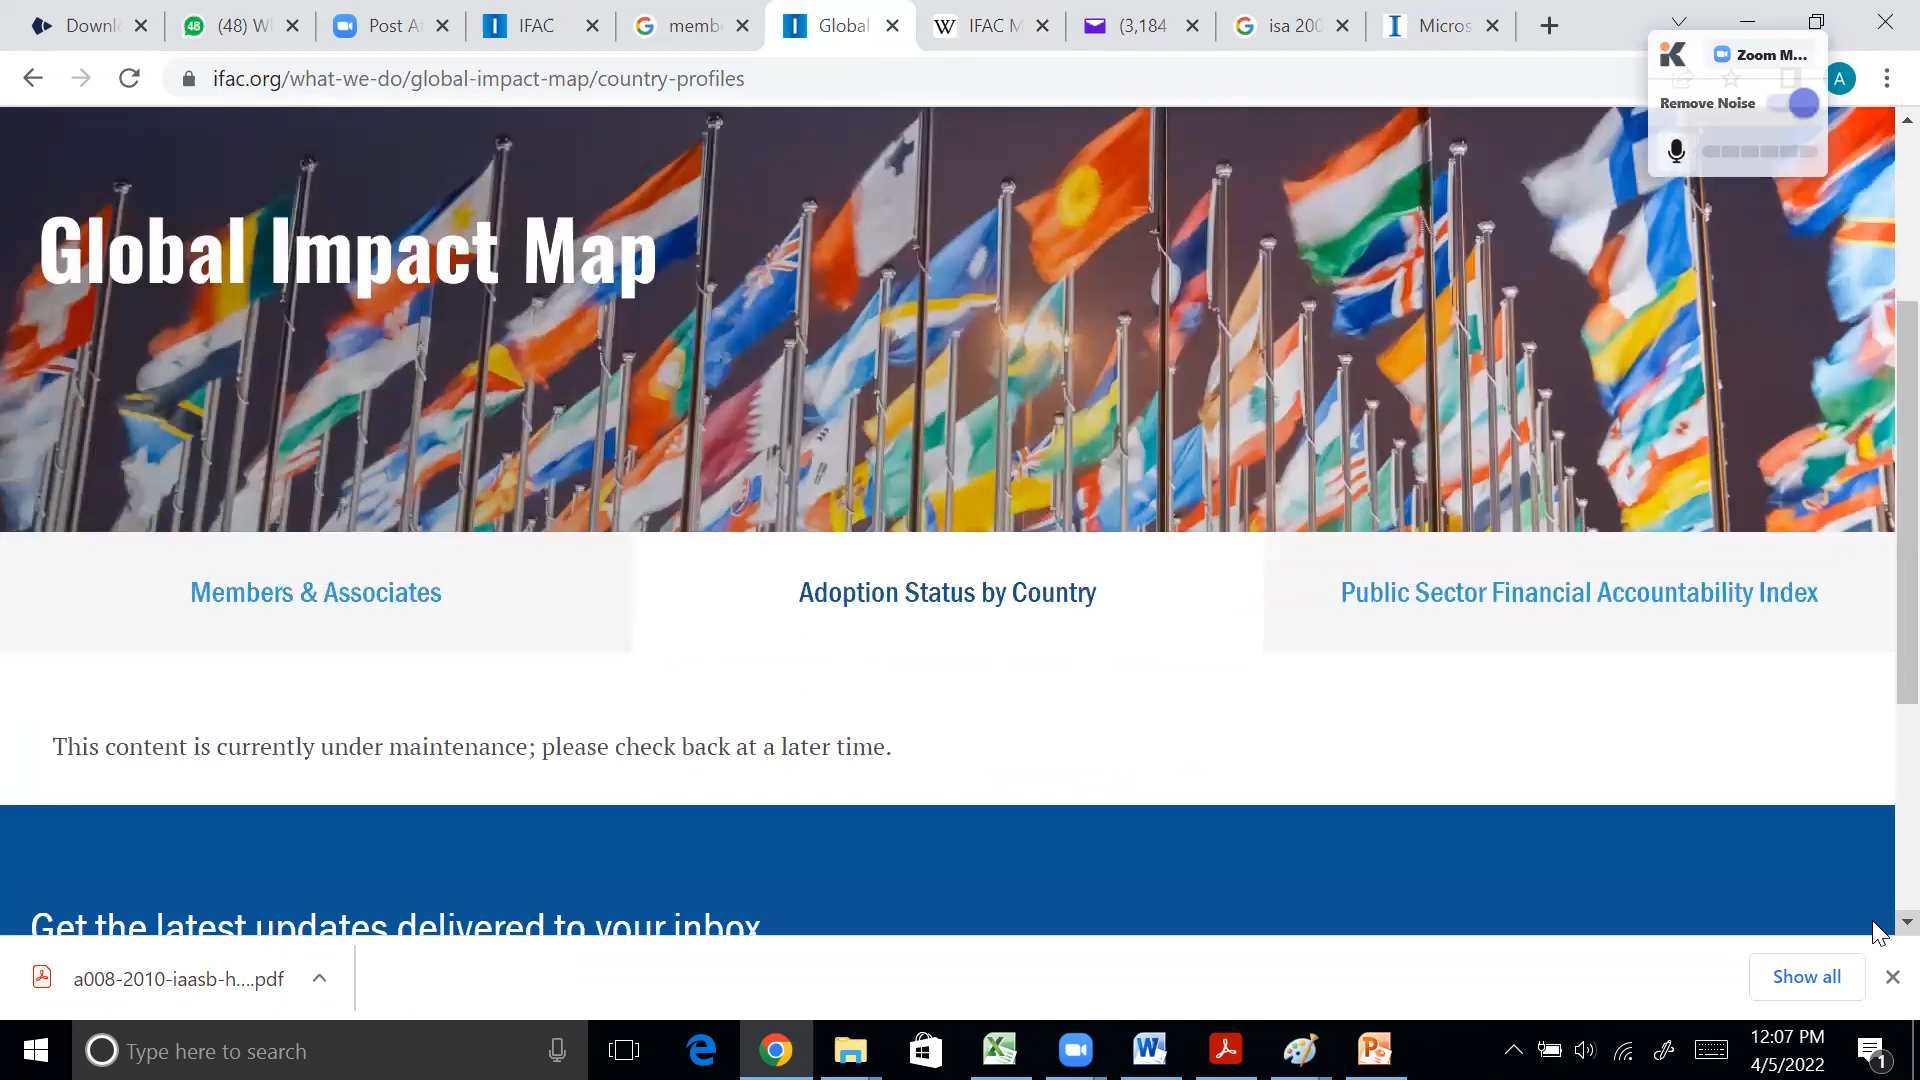 Downl
(48) W
Post A
IFAC
memb
Global
IFAC M
(3,184
isa 200
Micros
ifac.org/what-we-do/global-impact-map/country-profiles
Zoom M...
Remove Noise
A
Global Impact Map
Members & Associates
Adoption Status by Country
Public Sector Financial Accountability Index
This content is currently under maintenance; please check back at a later time.
Get the latest updates delivered to your inbox
a008-2010-iaasb-h....pdf
Show all
Type here to search
12:07 PM
4/5/2022
1